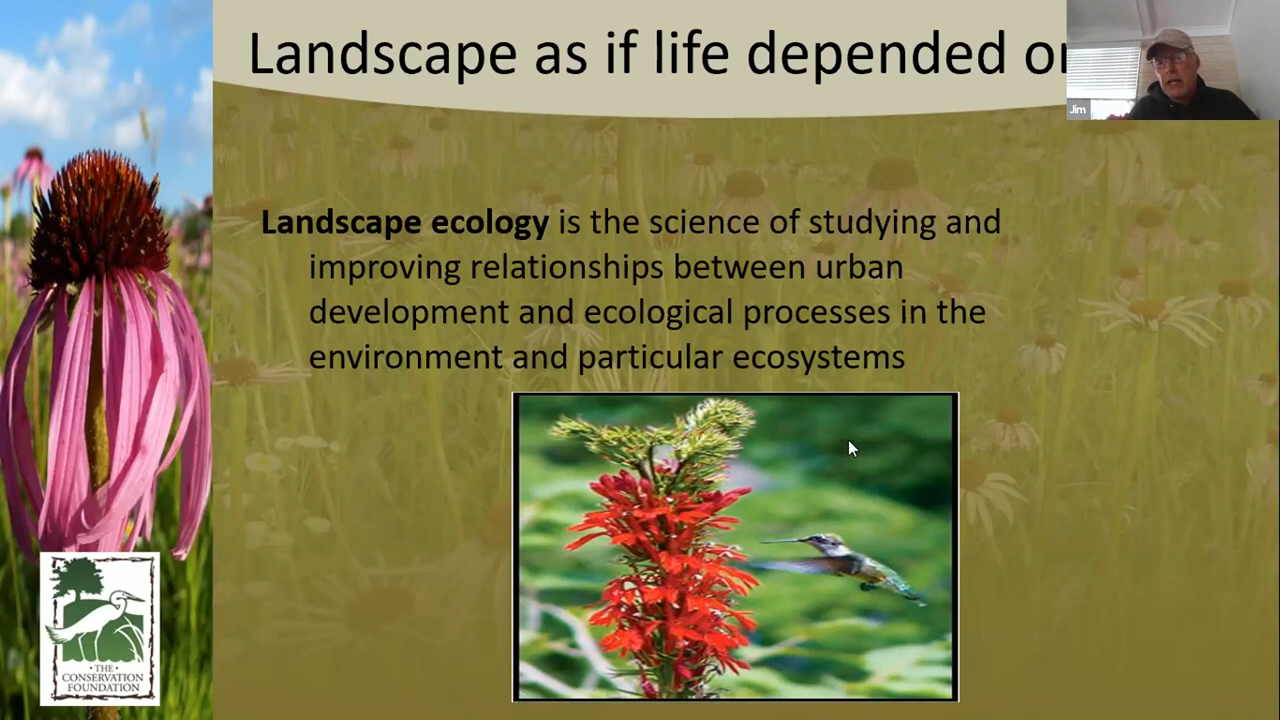 Landscape as if life depended o
Jim
Landscape ecology is the science of studying and
improving relationships between urban
development and ecological processes in the
environment and particular ecosystems
· THE ·
CONSERVATION
FOUNDATION